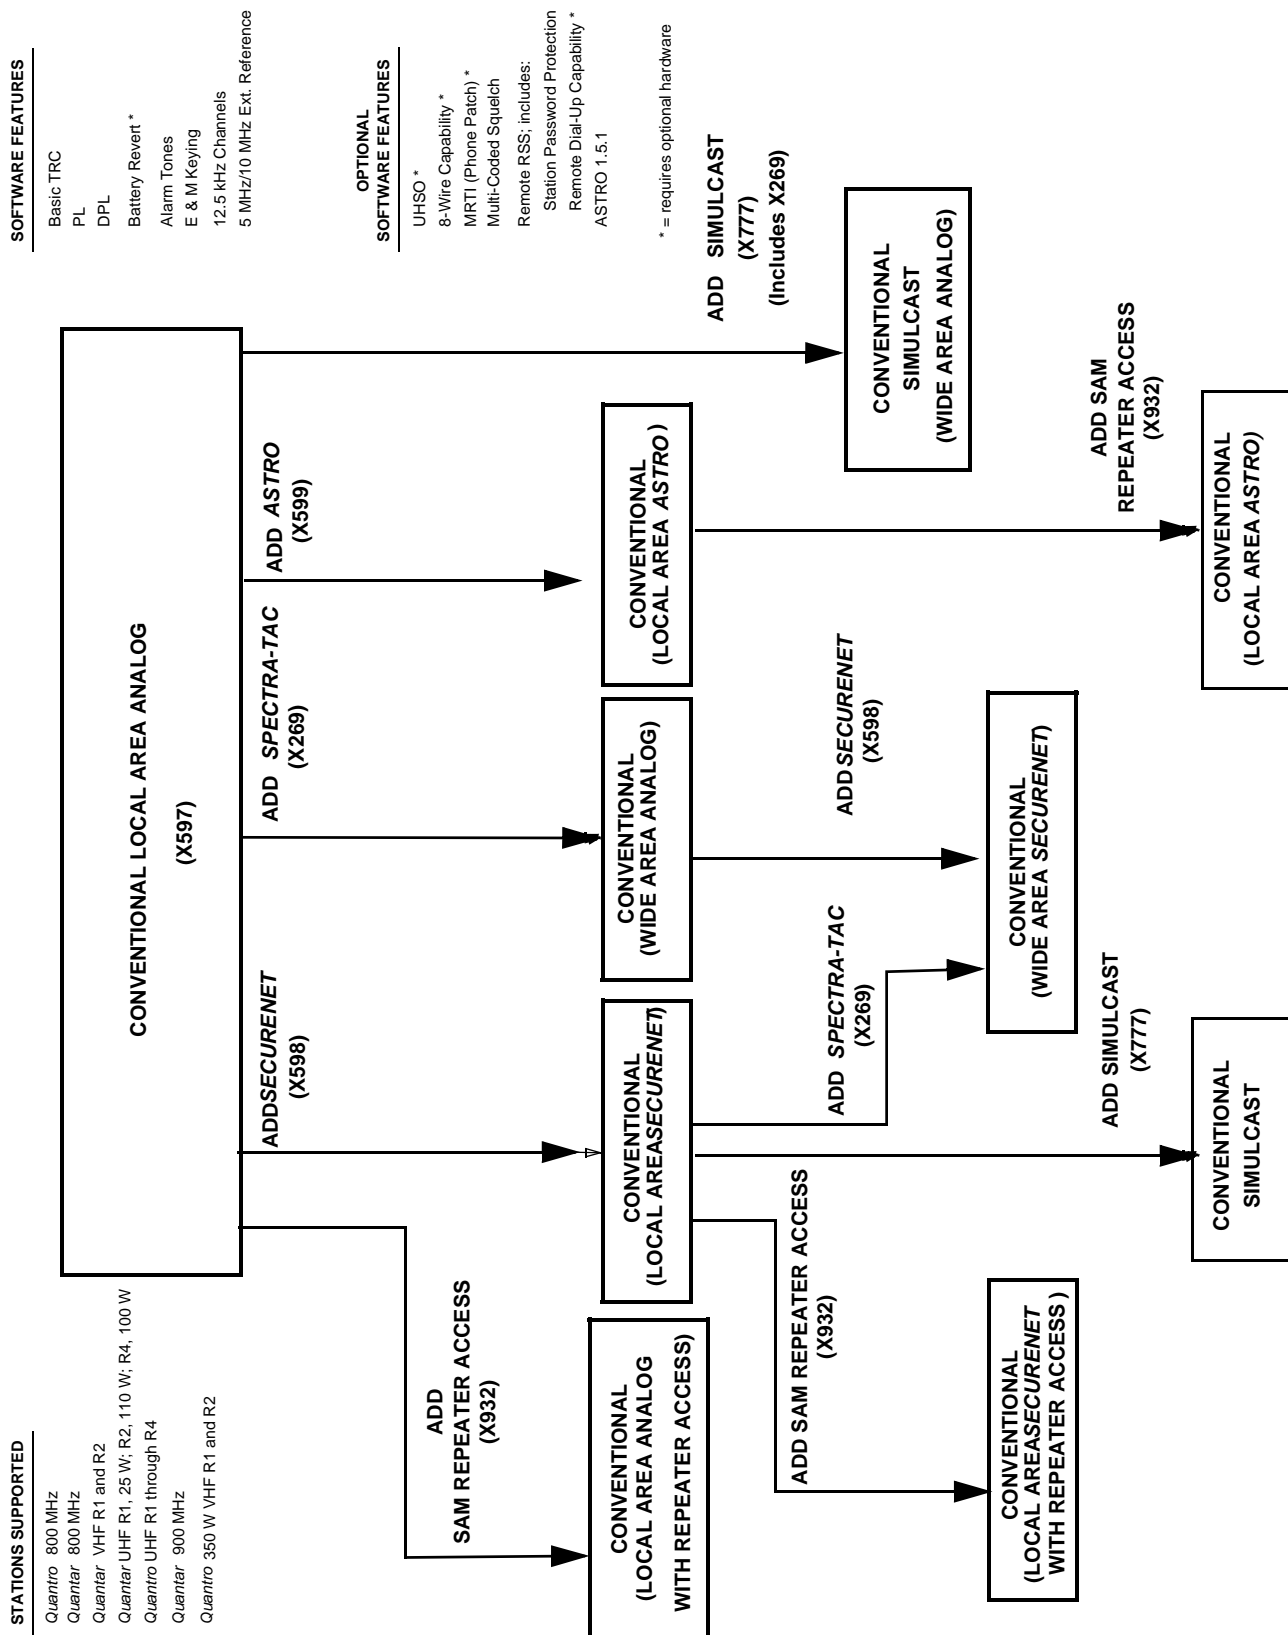 STATIONS SUPPORTED
Quantro 800 MHz
Quantar 800 MHz
Quantar VHF R1 and R2
Quantar UHF R1, 25 W; R2, 110 W; R4, 100 W
Quantro UHF R1 through R4
Quantar 900 MHz
Quantro 350 W VHF R1 and R2
CONVENTIONAL LOCAL AREA ANALOG
(X597)
SOFTWARE FEATURES
Basic TRC
PL
DPL
Battery Revert *
Alarm Tones
E & M Keying
12.5 kHz Channels
5 MHz/10 MHz Ext. Reference
OPTIONAL
SOFTWARE FEATURES
UHSO *
8-Wire Capability *
MRTI (Phone Patch) *
Multi-Coded Squelch
Remote RSS; includes:
Station Password Protection
Remote Dial-Up Capability *
ASTRO 1.5.1
* = requires optional hardware
ADD
SAM REPEATER ACCESS
(X932)
ADDSECURENET
(X598)
ADD SPECTRA-TAC
(X269)
ADD ASTRO
(X599)
ADD SIMULCAST
(X777)
(Includes X269)
CONVENTIONAL
(LOCAL AREA ANALOG
WITH REPEATER ACCESS)
CONVENTIONAL
(LOCAL AREASECURENET)
CONVENTIONAL
(WIDE AREA ANALOG)
CONVENTIONAL
(LOCAL AREA ASTRO)
CONVENTIONAL
SIMULCAST
(WIDE AREA ANALOG)
ADD SAM REPEATER ACCESS
(X932)
ADD SPECTRA-TAC
(X269)
ADDSECURENET
(X598)
ADD SAM
REPEATER ACCESS
(X932)
CONVENTIONAL
(LOCAL AREASECURENET
WITH REPEATER ACCESS )
CONVENTIONAL
(WIDE AREA SECURENET)
ADD SIMULCAST
(X777)
CONVENTIONAL
SIMULCAST
CONVENTIONAL
(LOCAL AREA ASTRO)